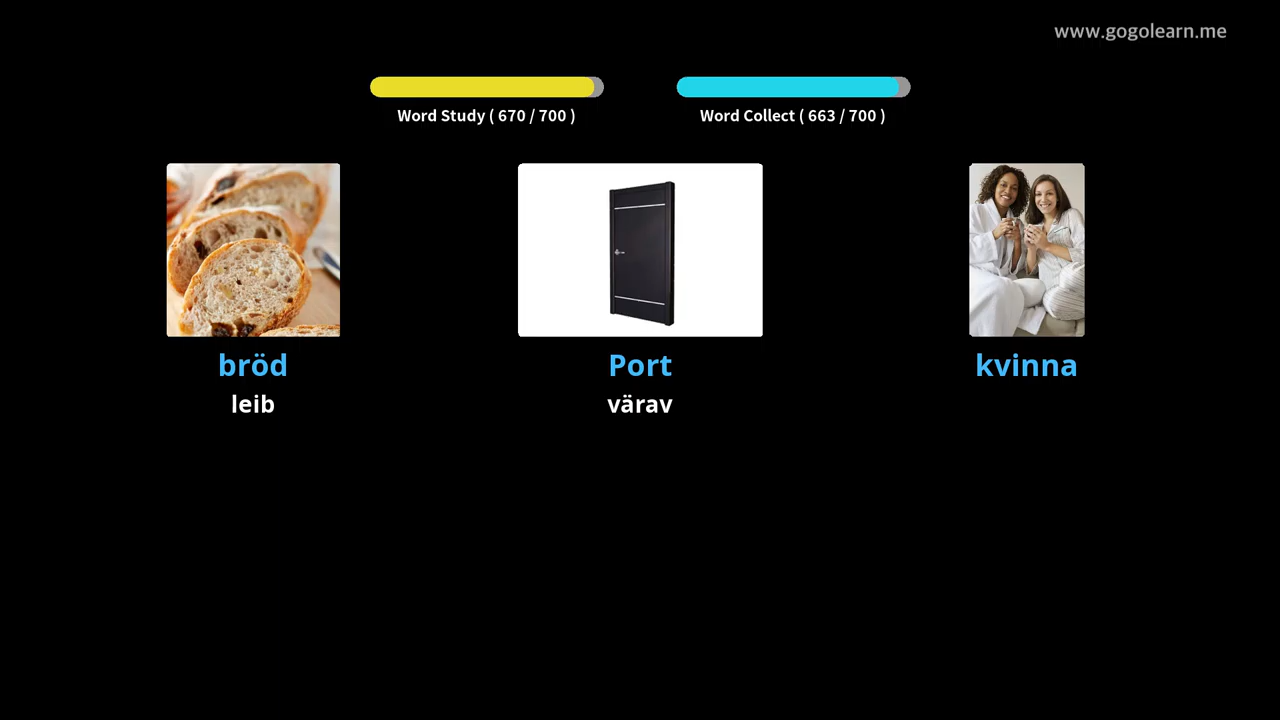 www.gogolearn.me
Word Study ( 670 / 700 )
Word Collect ( 663 / 700 )
bröd
Port
kvinna
leib
värav